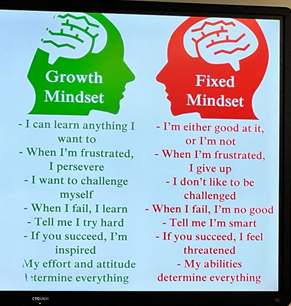 Growth
Mindset
- I can learn anything I
want to
- When I'm frustrated,
I persevere
- I want to challenge
myself
- When I fail, I learn
- Tell me I try hard
- If you succeed, I'm
inspired
My effort and attitude
determine everything
Fixed
Mindset
- I'm either good at it,
or I'm not
- When I'm frustrated,
I give up
- I don't like to be
challenged
- When I fail, I'm no good
- Tell me I'm smart
- If you succeed, I feel
threatened
- My abilities
determine everything
CTOUCH